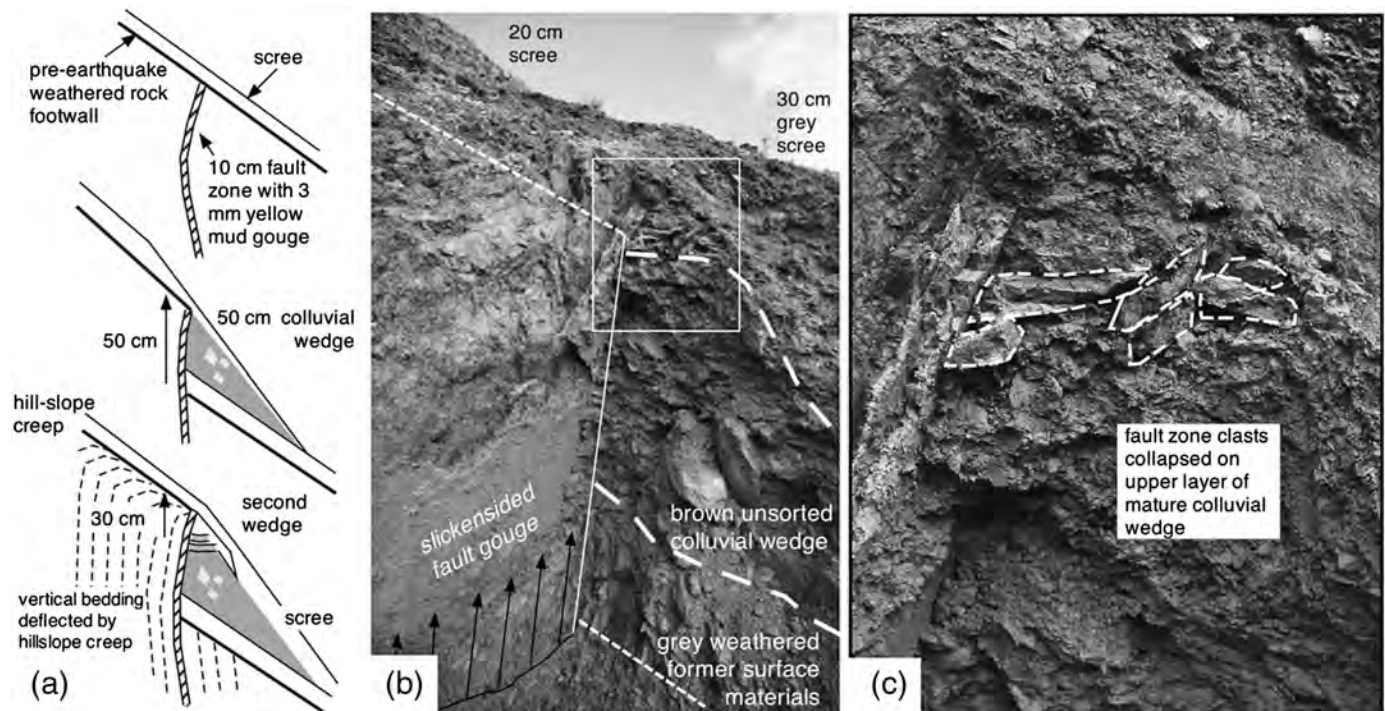 scree
pre-earthquake
weathered rock
footwall
10 cm fault
zone with 3
mm yellow
mud gouge
50 cm colluvial
wedge
50 cm
hill-slope
creep
second
wedge
30 cm
vertical bedding
deflected by
hillslope creep
scree
(a)
20 cm
scree
30 cm
grey
scree
slickensided
fault gouge
brown unsorted
colluvial wedge
grey weathered
former surface
materials
(b)
fault zone clasts
collapsed on
upper layer of
mature colluvial
wedge
(c)